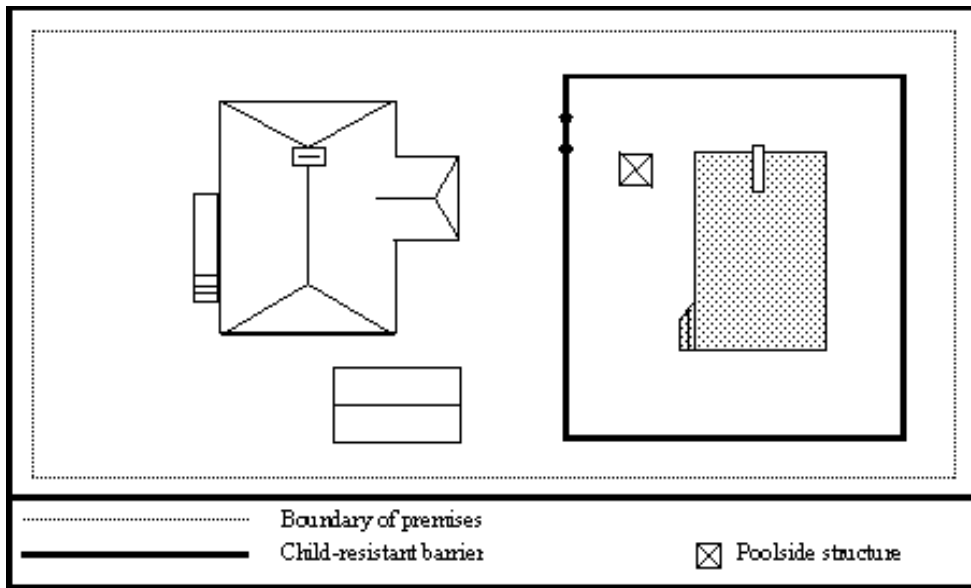 Boundary of premises
Child-resistant barrier
Poolside structure